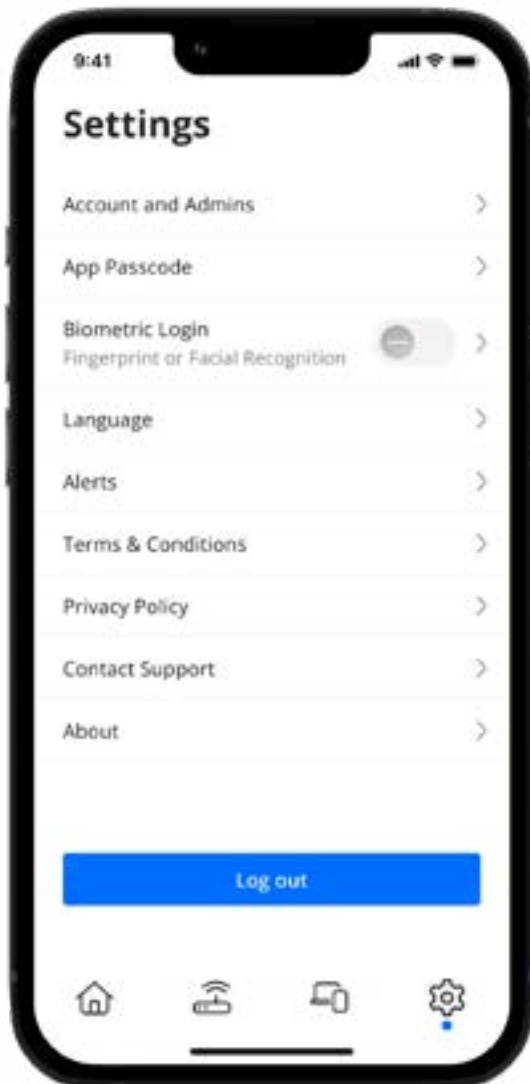 9:41
Settings
Account and Admins
App Passcode
Biometric Login
Fingerprint or Facial Recognition
Language
Alerts
Terms & Conditions
Privacy Policy
Contact Support
About
Log out